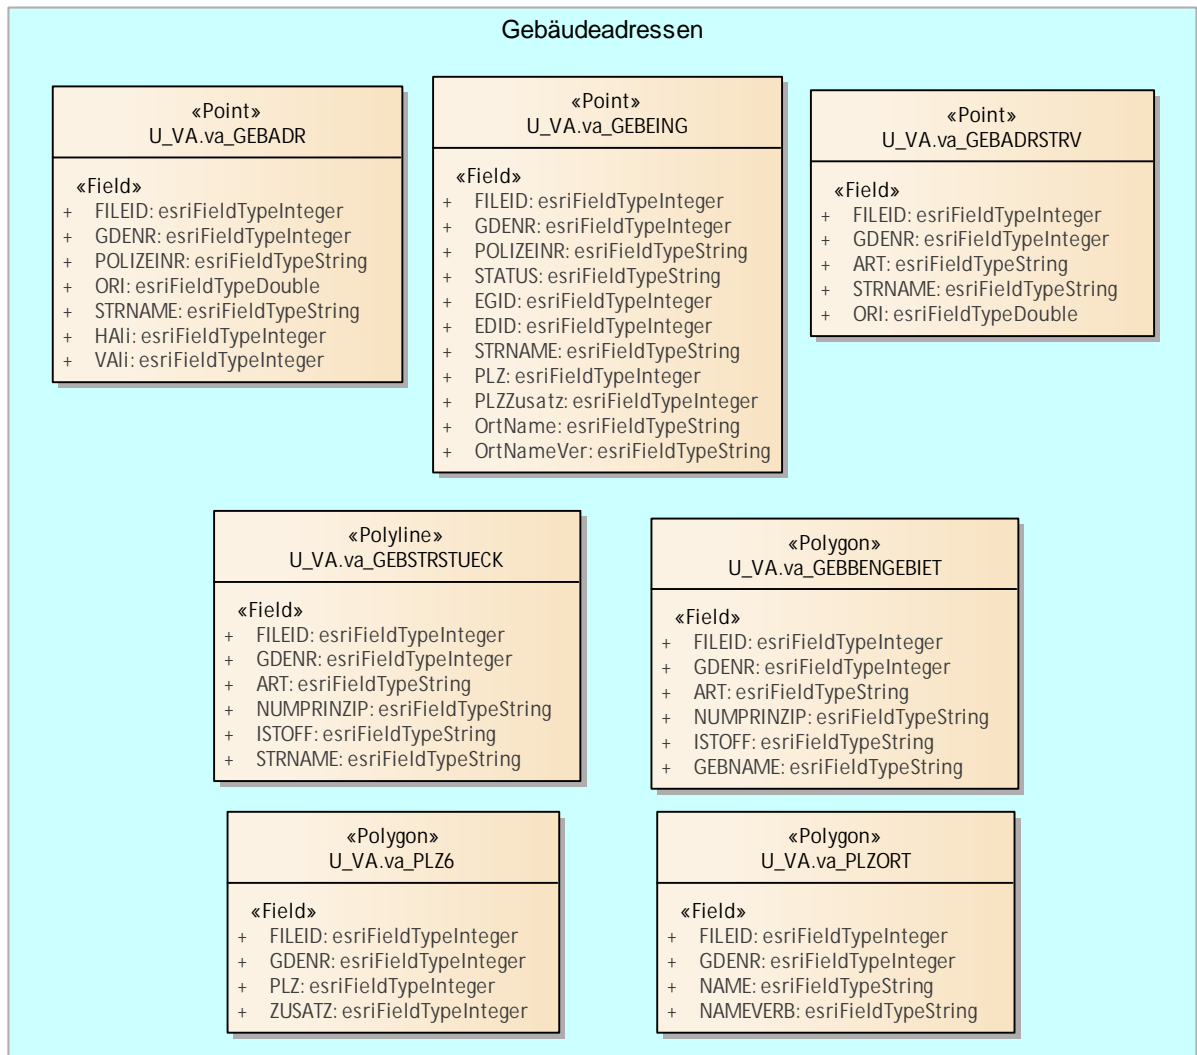 Gebäudeadressen
«Point»
U_VA.va_GEBADR
«Field»
+ FILEID: esriFieldTypeInteger
+ GDENR: esriFieldTypeInteger
+ POLIZEINR: esriFieldTypeString
+ ORI: esriFieldTypeDouble
+ STRNAME: esriFieldTypeString
+ HAli: esriFieldTypeInteger
+ VAli: esriFieldTypeInteger
«Point»
U_VA.va_GEBEING
«Field»
+ FILEID: esriFieldTypeInteger
+ GDENR: esriFieldTypeInteger
+ POLIZEINR: esriFieldTypeString
+ STATUS: esriFieldTypeString
+ EGID: esriFieldTypeInteger
+ EDID: esriFieldTypeInteger
+ STRNAME: esriFieldTypeString
+ PLZ: esriFieldTypeInteger
+ PLZZusatz: esriFieldTypeInteger
+ OrtName: esriFieldTypeString
+ OrtNameVer: esriFieldTypeString
«Point»
U_VA.va_GEBADRSTRV
«Field»
+ FILEID: esriFieldTypeInteger
+ GDENR: esriFieldTypeInteger
+ ART: esriFieldTypeString
+ STRNAME: esriFieldTypeString
+ ORI: esriFieldTypeDouble
«Polyline»
U_VA.va_GEBSTRSTUECK
«Field»
+ FILEID: esriFieldTypeInteger
+ GDENR: esriFieldTypeInteger
+ ART: esriFieldTypeString
+ NUMPRINZIP: esriFieldTypeString
+ ISTOFF: esriFieldTypeString
+ STRNAME: esriFieldTypeString
«Polygon»
U_VA.va_GEBBENGEBIET
«Field»
+ FILEID: esriFieldTypeInteger
+ GDENR: esriFieldTypeInteger
+ ART: esriFieldTypeString
+ NUMPRINZIP: esriFieldTypeString
+ ISTOFF: esriFieldTypeString
+ GEBNAME: esriFieldTypeString
«Polygon»
U_VA.va_PLZ6
«Field»
+ FILEID: esriFieldTypeInteger
+ GDENR: esriFieldTypeInteger
+ PLZ: esriFieldTypeInteger
+ ZUSATZ: esriFieldTypeInteger
«Polygon»
U_VA.va_PLZORT
«Field»
+ FILEID: esriFieldTypeInteger
+ GDENR: esriFieldTypeInteger
+ NAME: esriFieldTypeString
+ NAMEVERB: esriFieldTypeString